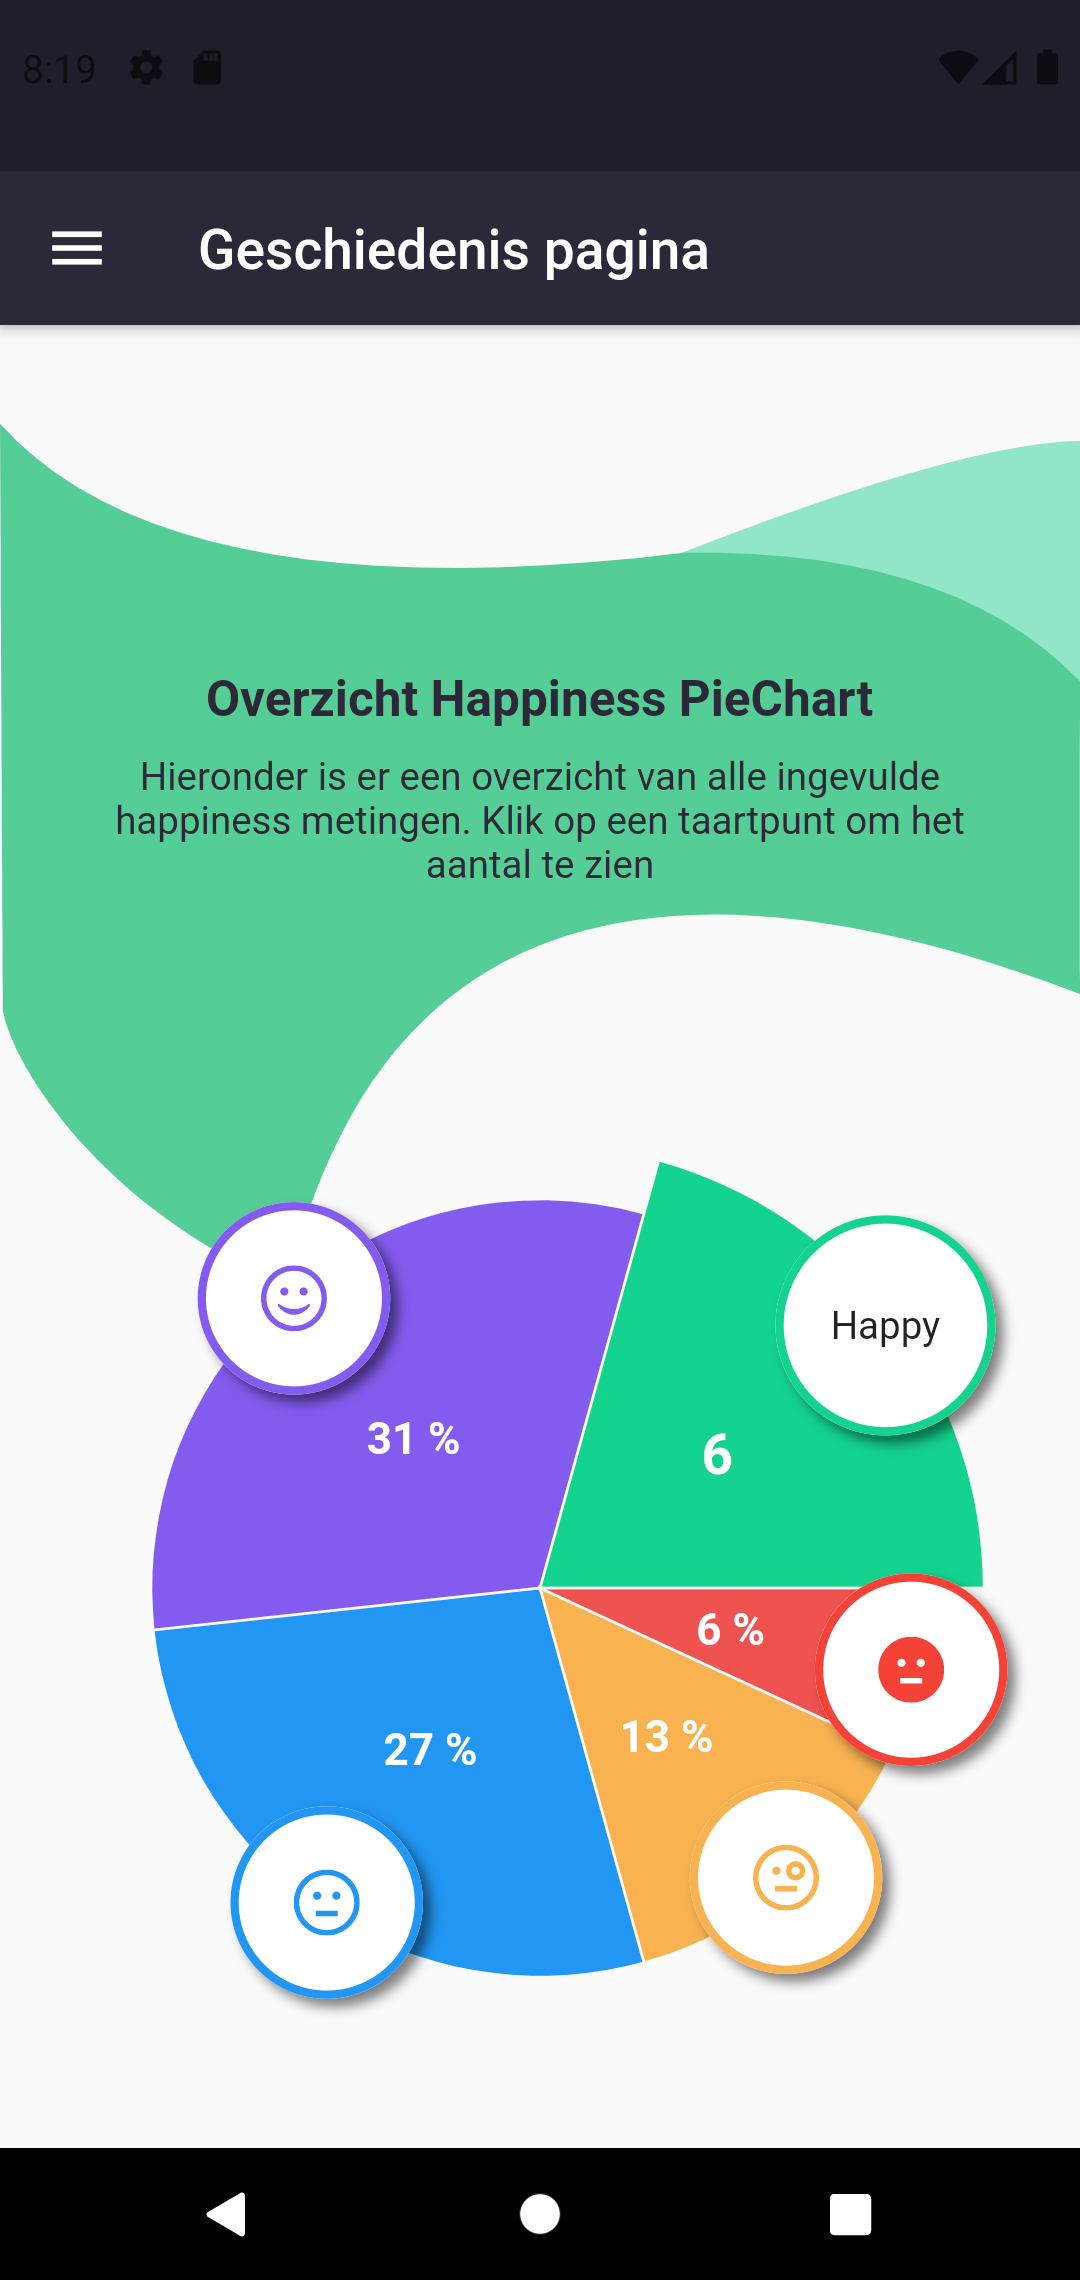 8:19
Geschiedenis pagina
Overzicht Happiness PieChart
Hieronder is er een overzicht van alle ingevulde
happiness metingen. Klik op een taartpunt om het
aantal te zien
Happy
31 %
6
6 %
13 %
27 %